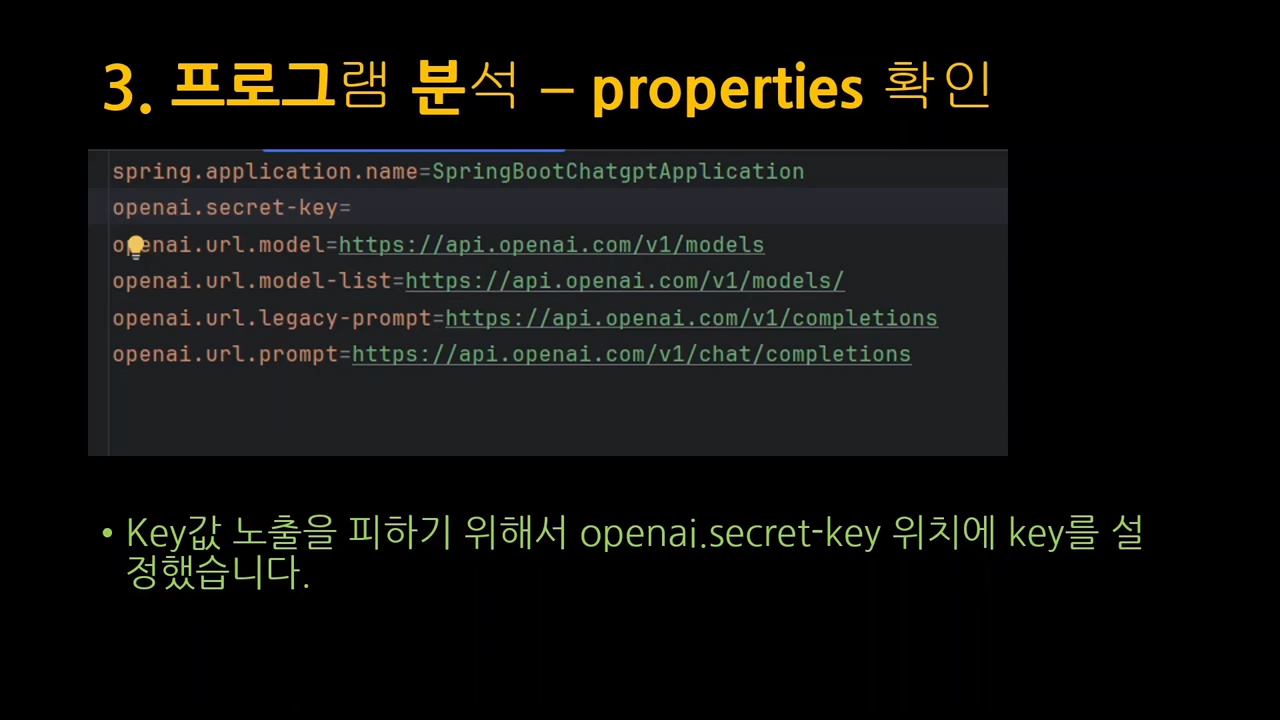 3. 프로그램 분석 – properties 확인
spring.application.name=SpringBootChatgptApplication
openai.secret-key=
openai.url.model=https://api.openai.com/v1/models
openai.url.model-list=https://api.openai.com/v1/models/
openai.url.legacy-prompt=https://api.openai.com/v1/completions
openai.url.prompt=https://api.openai.com/v1/chat/completions
• Key값 노출을 피하기 위해서 openai.secret-key 위치에 key를 설
정했습니다.